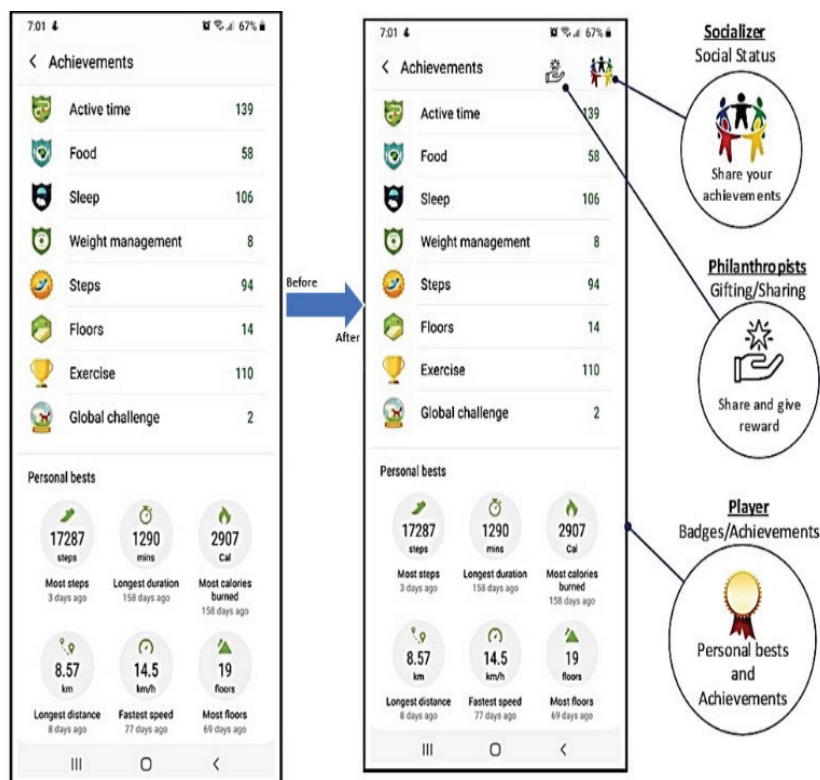 7:01 67%
Achievements
Active time 139
Food 58
Sleep 106
Weight management 8
Steps 94
Floors 14
Exercise 110
Global challenge 2
Personal bests
17287 1290 2907
steps mins Cal
Most steps Longest duration Most calories
burned
3 days ago 158 days ago
158 days ago
8.57 14.5 19
km km/h floors
Longest distance Fastest speed Most floors
8 days ago 77 days ago 69 days ago
Before
After
7:01 67%
Achievements
Active time 139
Food 58
Sleep 106
Weight management 8
Steps 94
Floors 14
Exercise 110
Global challenge 2
Personal bests
17287 1290 2907
steps mins Cal
Most steps Longest duration Most calories
burned
3 days ago 158 days ago
158 days ago
8.57 14.5 19
km km/h floors
Longest distance Fastest speed Most floors
8 days ago 77 days ago 69 days ago
Socializer
Social Status
Share your
achievements
Philanthropists
Gifting/Sharing
Share and give
reward
Player
Badges/Achievements
Personal bests
and
Achievements